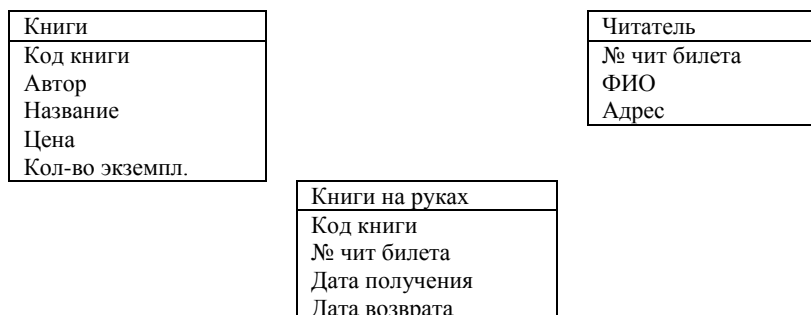 Книги
Код книги
Автор
Название
Цена
Кол-во экземпл.
Читатель
№ чит билета
ФИО
Адрес
Книги на руках
Код книги
№ чит билета
Дата получения
Дата возврата